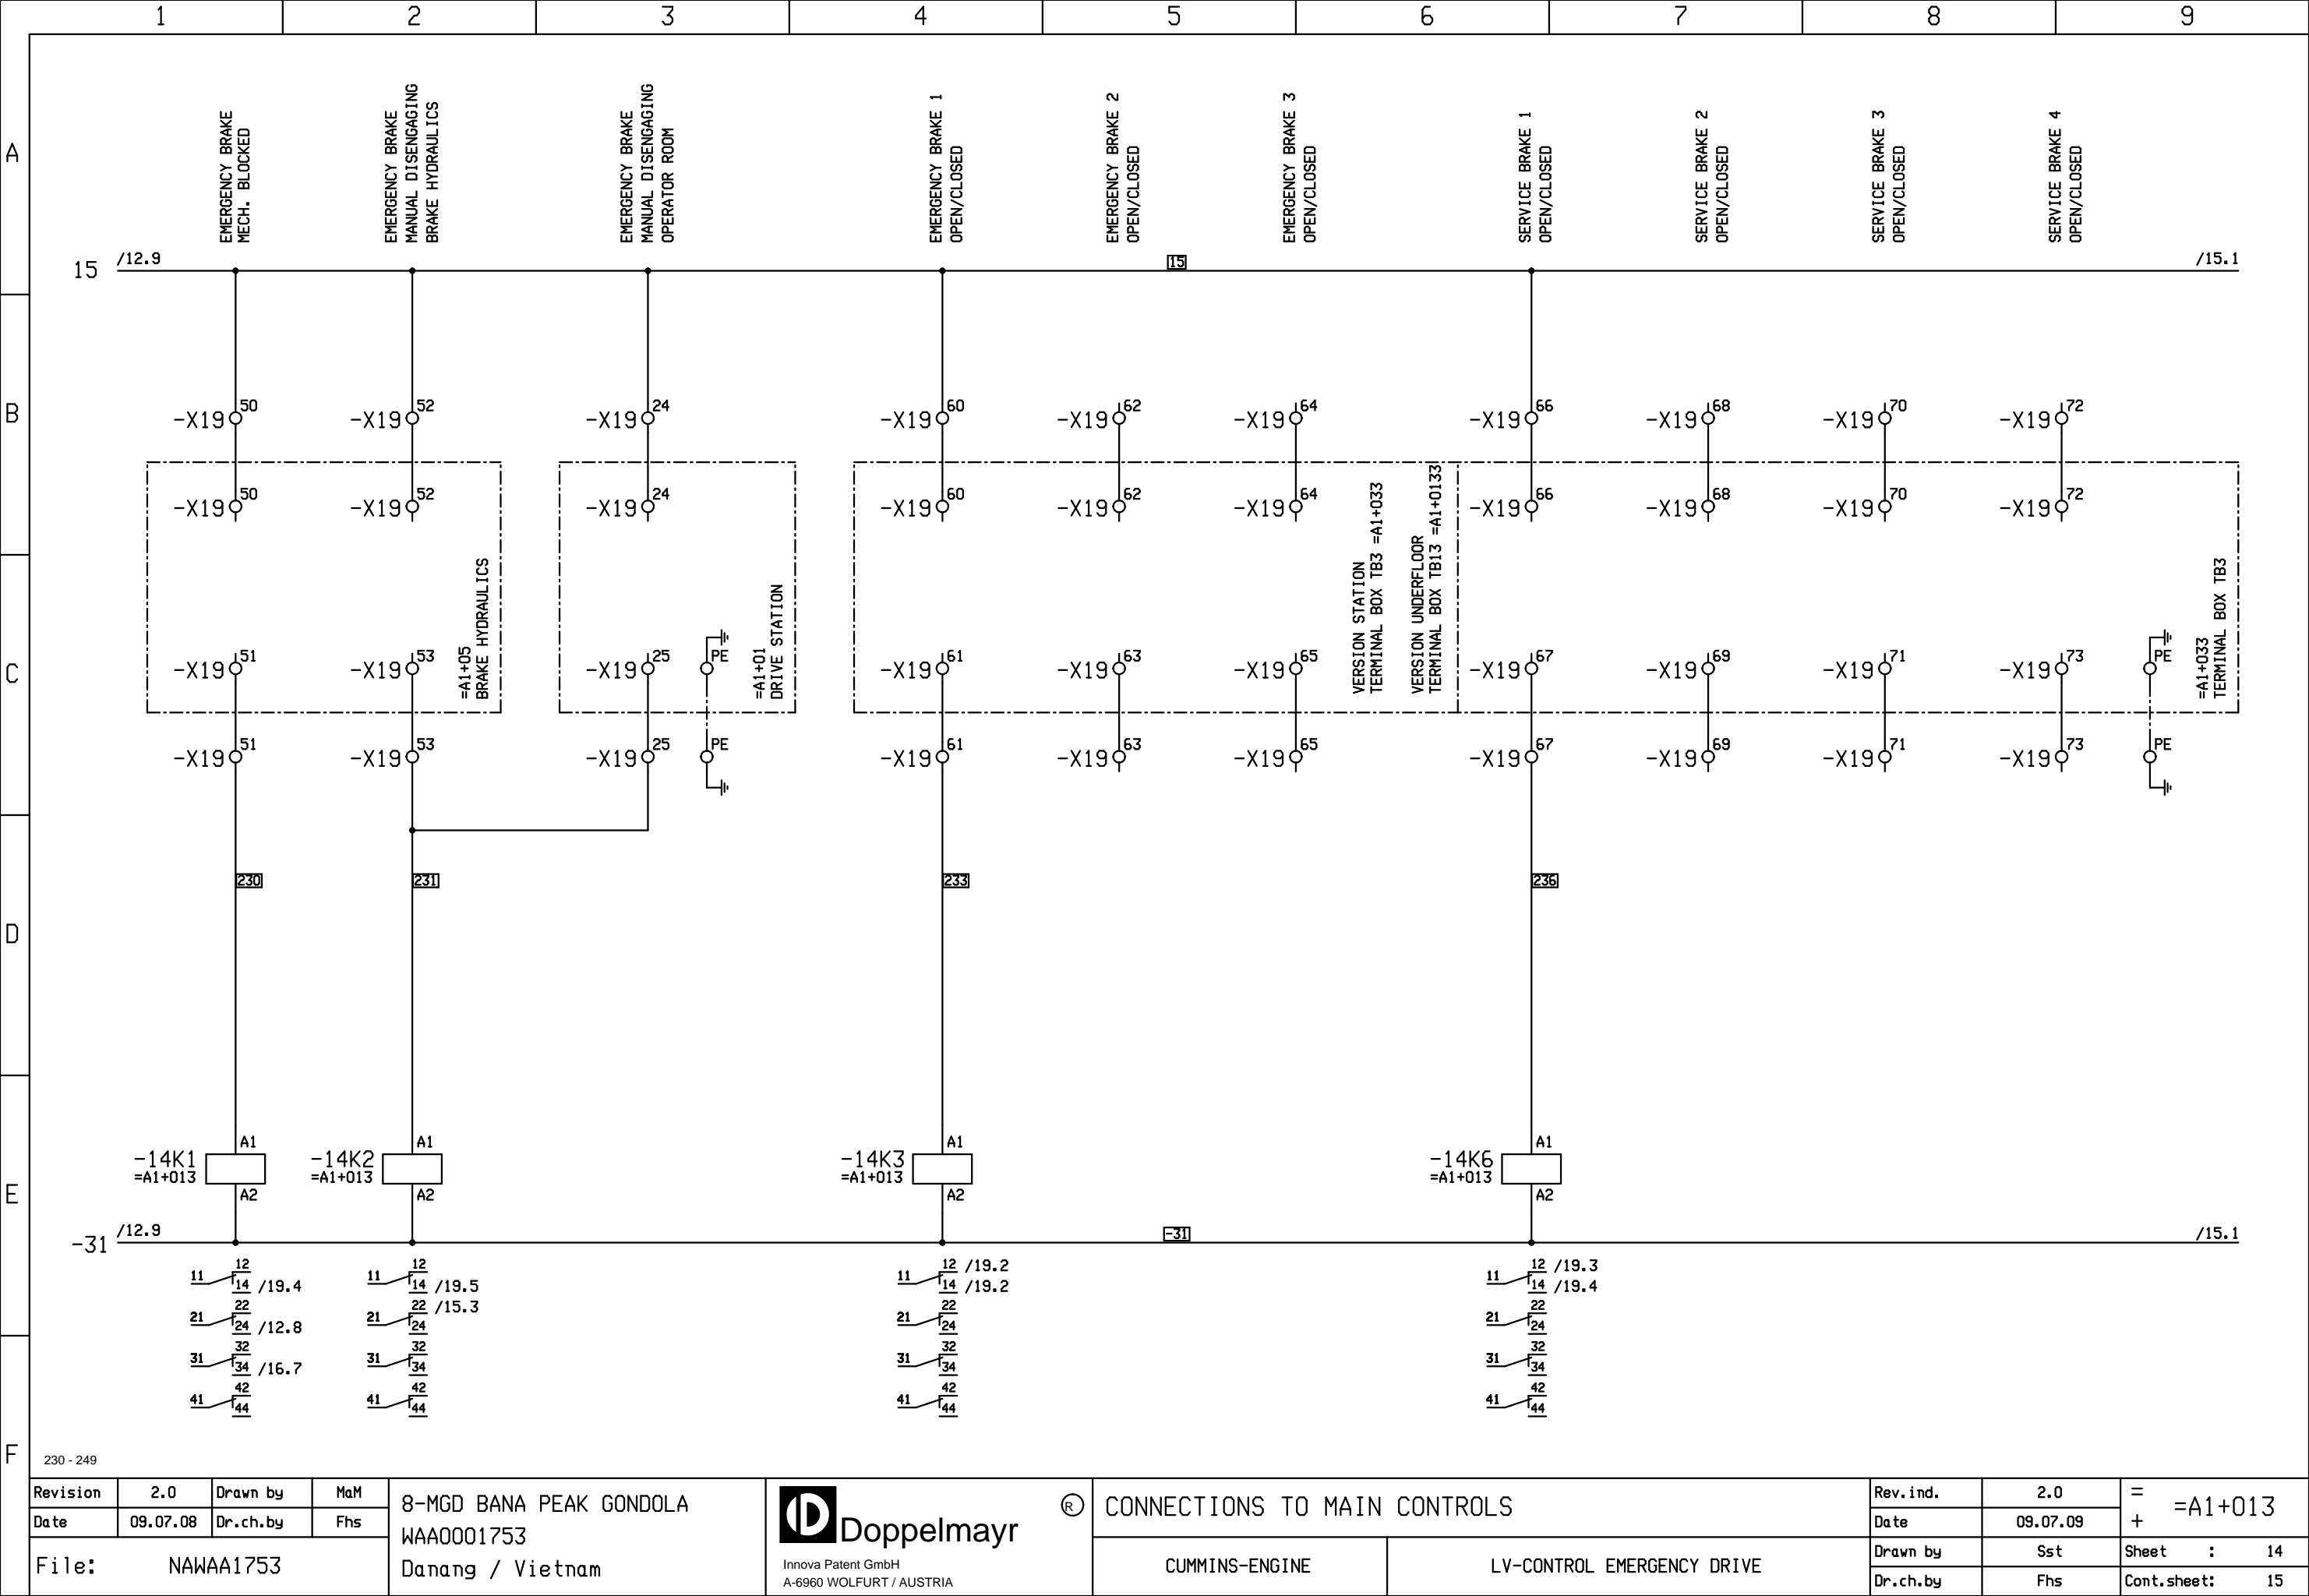 1 2 3 4 5 6 7 8 9
A
B
C
D
E
F
EMERGENCY BRAKE
MECH. BLOCKED
EMERGENCY BRAKE
MANUAL DISENGAGING
BRAKE HYDRAULICS
EMERGENCY BRAKE
MANUAL DISENGAGING
OPERATOR ROOM
EMERGENCY BRAKE 1
OPEN/CLOSED
EMERGENCY BRAKE 2
OPEN/CLOSED
EMERGENCY BRAKE 3
OPEN/CLOSED
SERVICE BRAKE 1
OPEN/CLOSED
SERVICE BRAKE 2
OPEN/CLOSED
SERVICE BRAKE 3
OPEN/CLOSED
SERVICE BRAKE 4
OPEN/CLOSED
15 /12.9 15 /15.1
-X19 50 -X19 52 -X19 24 -X19 60 -X19 62 -X19 64 -X19 66 -X19 68 -X19 70 -X19 72
-X19 50 -X19 52 -X19 24 -X19 60 -X19 62 -X19 64 -X19 66 -X19 68 -X19 70 -X19 72
=A1+05
BRAKE HYDRAULICS
=A1+01
DRIVE STATION
VERSION STATION
TERMINAL BOX TB3 =A1+033
VERSION UNDERFLOOR
TERMINAL BOX TB13 =A1+0133
=A1+033
TERMINAL BOX TB3
-X19 51 -X19 53 -X19 25 PE -X19 61 -X19 63 -X19 65 -X19 67 -X19 69 -X19 71 -X19 73 PE
-X19 51 -X19 53 -X19 25 PE -X19 61 -X19 63 -X19 65 -X19 67 -X19 69 -X19 71 -X19 73 PE
230 231 233 236
A1 A1 A1 A1
-14K1 -14K2 -14K3 -14K6
=A1+013 =A1+013 =A1+013 =A1+013
A2 A2 A2 A2
-31 /12.9 -31 /15.1
12 12 12 /19.2 12 /19.3
11 14 /19.4 11 14 /19.5 11 14 /19.2 11 14 /19.4
22 22 /15.3 22 22
21 24 /12.8 21 24 21 24 21 24
32 32 32 32
31 34 /16.7 31 34 31 34 31 34
42 42 42 42
41 44 41 44 41 44 41 44
230 - 249
Revision 2.0 Drawn by MaM
Date 09.07.08 Dr.ch.by Fhs
File: NAWAA1753
8-MGD BANA PEAK GONDOLA
WAA0001753
Danang / Vietnam
Doppelmayr ®
Innova Patent GmbH
A-6960 WOLFURT / AUSTRIA
CONNECTIONS TO MAIN CONTROLS
CUMMINS-ENGINE LV-CONTROL EMERGENCY DRIVE
Rev.ind. 2.0
Date 09.07.09
Drawn by Sst
Dr.ch.by Fhs
=
+
=A1+013
Sheet : 14
Cont.sheet: 15